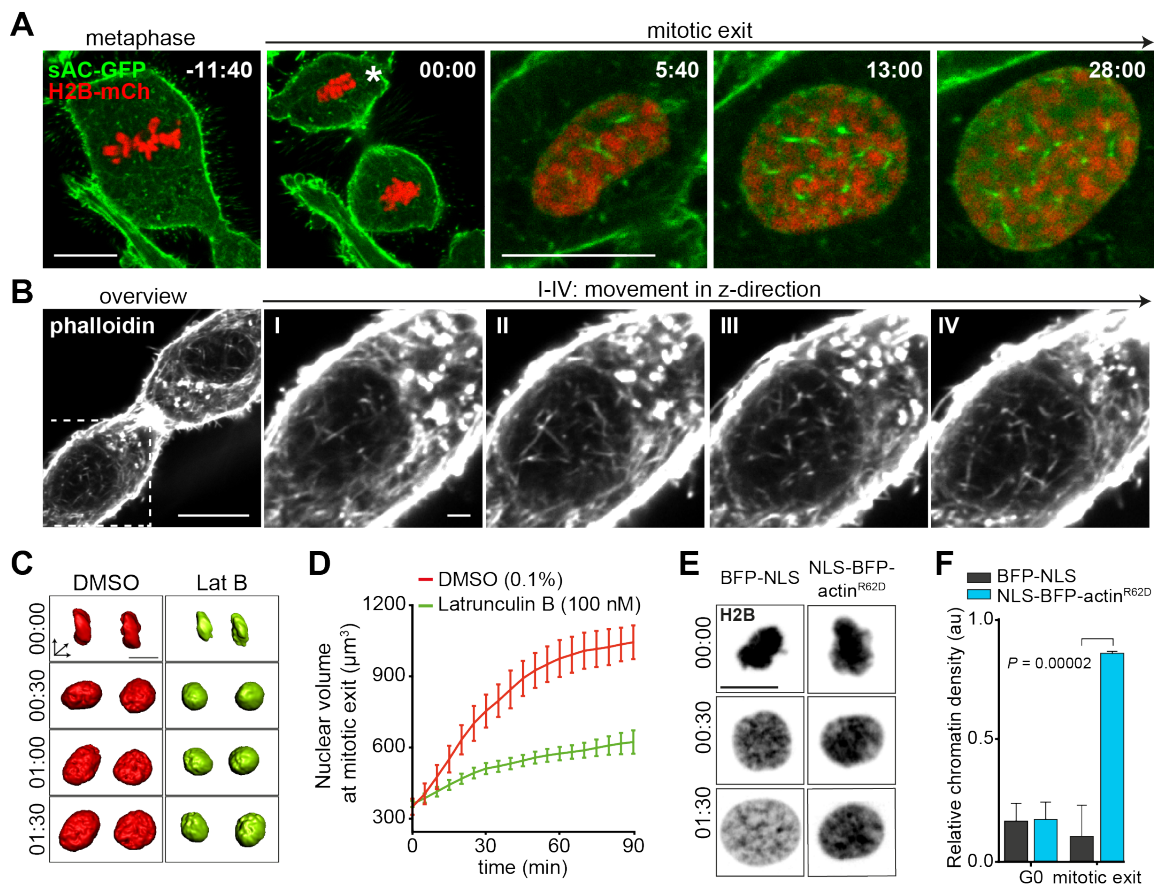 A
metaphase
mitotic exit
sAC-GFP
H2B-mCh
-11:40
*
00:00
5:40
13:00
28:00
B
overview
I-IV: movement in z-direction
phalloidin
I
II
III
IV
C
DMSO
Lat B
00:00
00:30
01:00
01:30
D
DMSO (0.1%)
Latrunculin B (100 nM)
Nuclear volume
at mitotic exit (µm³)
1200
900
600
300
0
30
60
90
time (min)
E
BFP-NLS
NLS-BFP-
actinᴿ⁶²ᴰ
H2B
00:00
00:30
01:30
F
BFP-NLS
NLS-BFP-actinᴿ⁶²ᴰ
Relative chromatin density (au)
1.0
0.5
0.0
P = 0.00002
G0
mitotic exit